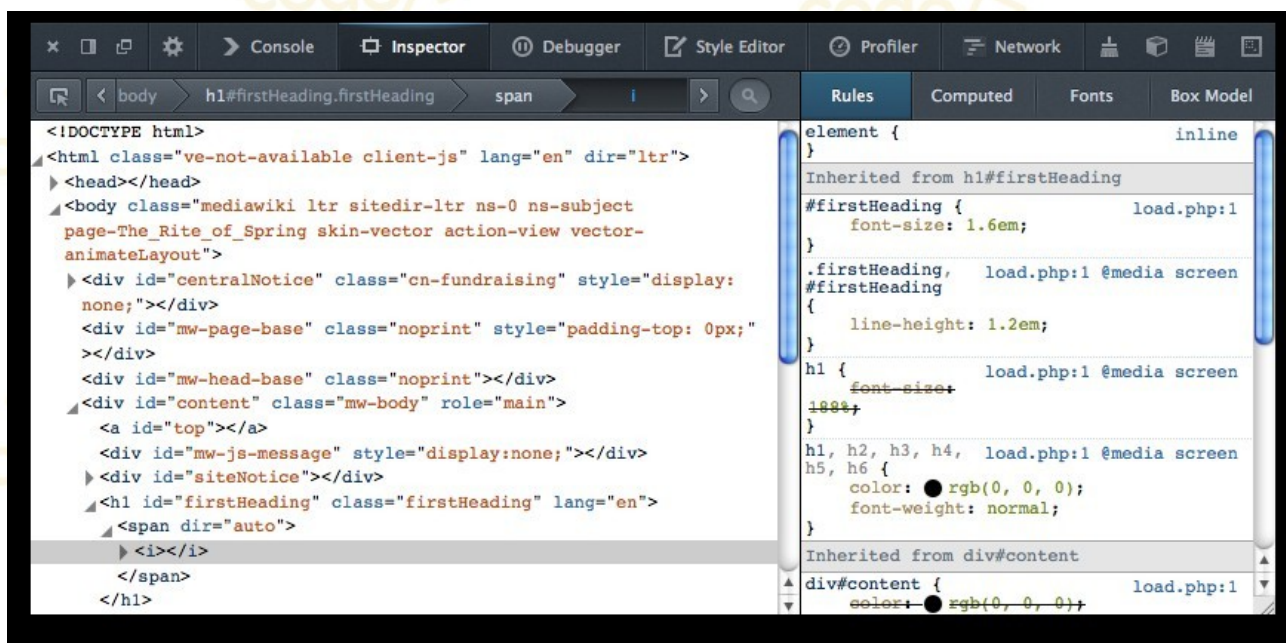 Console Inspector Debugger Style Editor Profiler Network
body h1#firstHeading.firstHeading span i
Rules Computed Fonts Box Model
<!DOCTYPE html>
<html class="ve-not-available client-js" lang="en" dir="ltr">
<head></head>
<body class="mediawiki ltr sitedir-ltr ns-0 ns-subject
page-The_Rite_of_Spring skin-vector action-view vector-
animateLayout">
<div id="centralNotice" class="cn-fundraising" style="display:
none;"></div>
<div id="mw-page-base" class="noprint" style="padding-top: 0px;"
></div>
<div id="mw-head-base" class="noprint"></div>
<div id="content" class="mw-body" role="main">
<a id="top"></a>
<div id="mw-js-message" style="display:none;"></div>
<div id="siteNotice"></div>
<h1 id="firstHeading" class="firstHeading" lang="en">
<span dir="auto">
<i></i>
</span>
</h1>
element { inline
}
Inherited from h1#firstHeading
#firstHeading { load.php:1
font-size: 1.6em;
}
.firstHeading, load.php:1 @media screen
#firstHeading
{
line-height: 1.2em;
}
h1 { load.php:1 @media screen
font-size:
188%;
}
h1, h2, h3, h4, load.php:1 @media screen
h5, h6 {
color: rgb(0, 0, 0);
font-weight: normal;
}
Inherited from div#content
div#content { load.php:1
color: rgb(0, 0, 0);